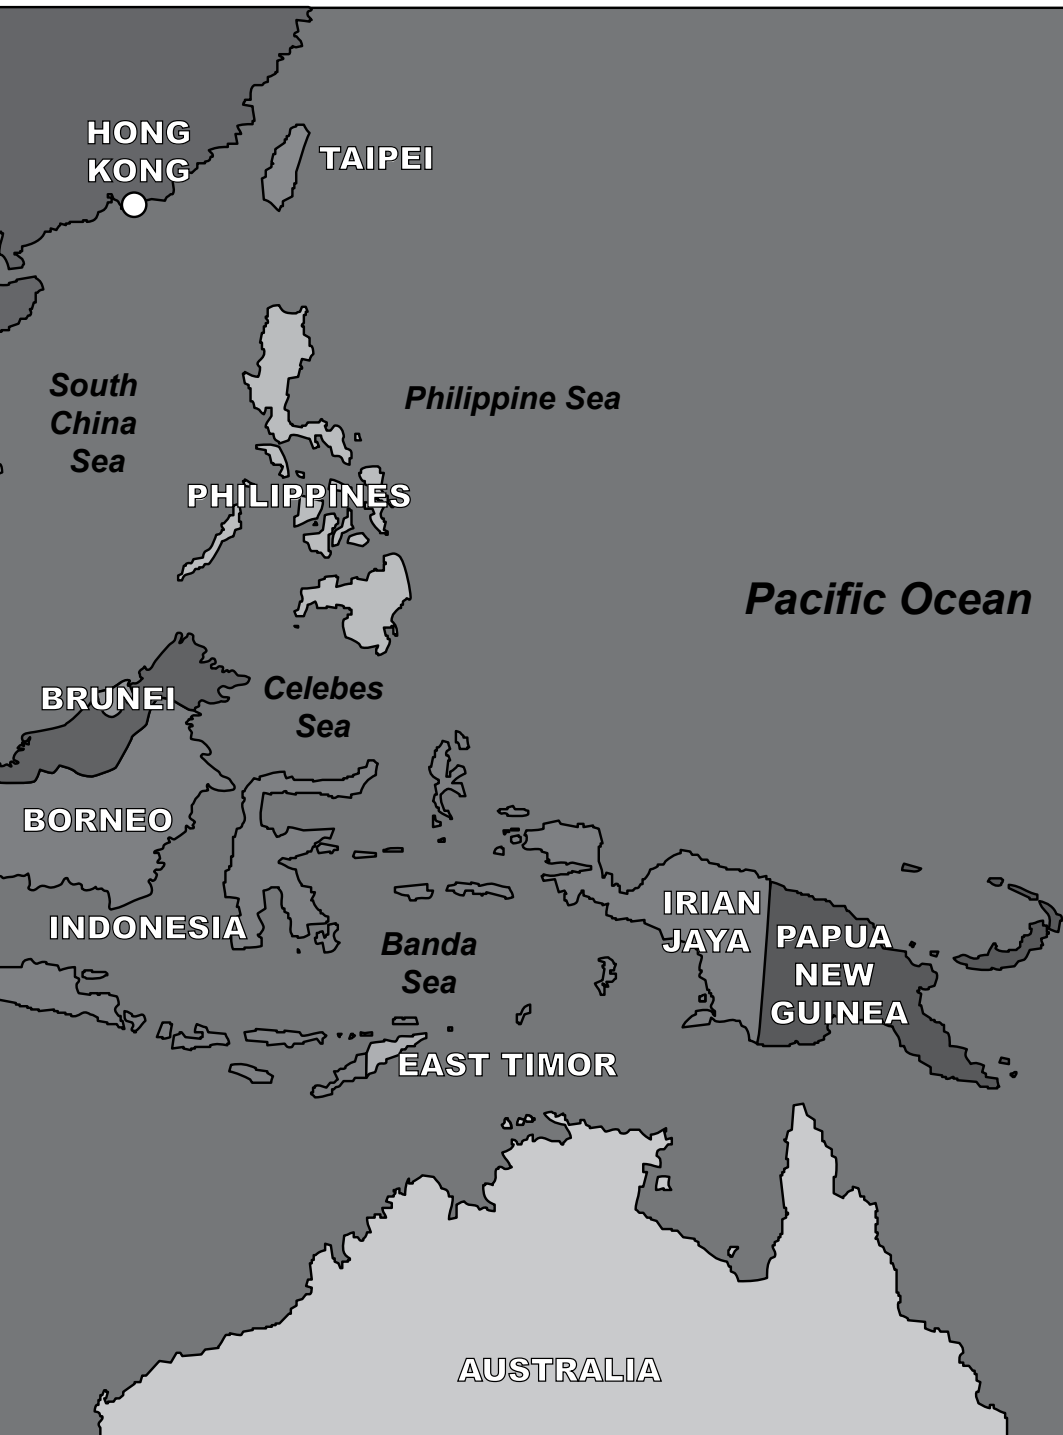 HONG
KONG
TAIPEI
South
China
Sea
Philippine Sea
PHILIPPINES
Pacific Ocean
BRUNEI
Celebes
Sea
BORNEO
INDONESIA
Banda
Sea
IRIAN
JAYA
PAPUA
NEW
GUINEA
EAST TIMOR
AUSTRALIA